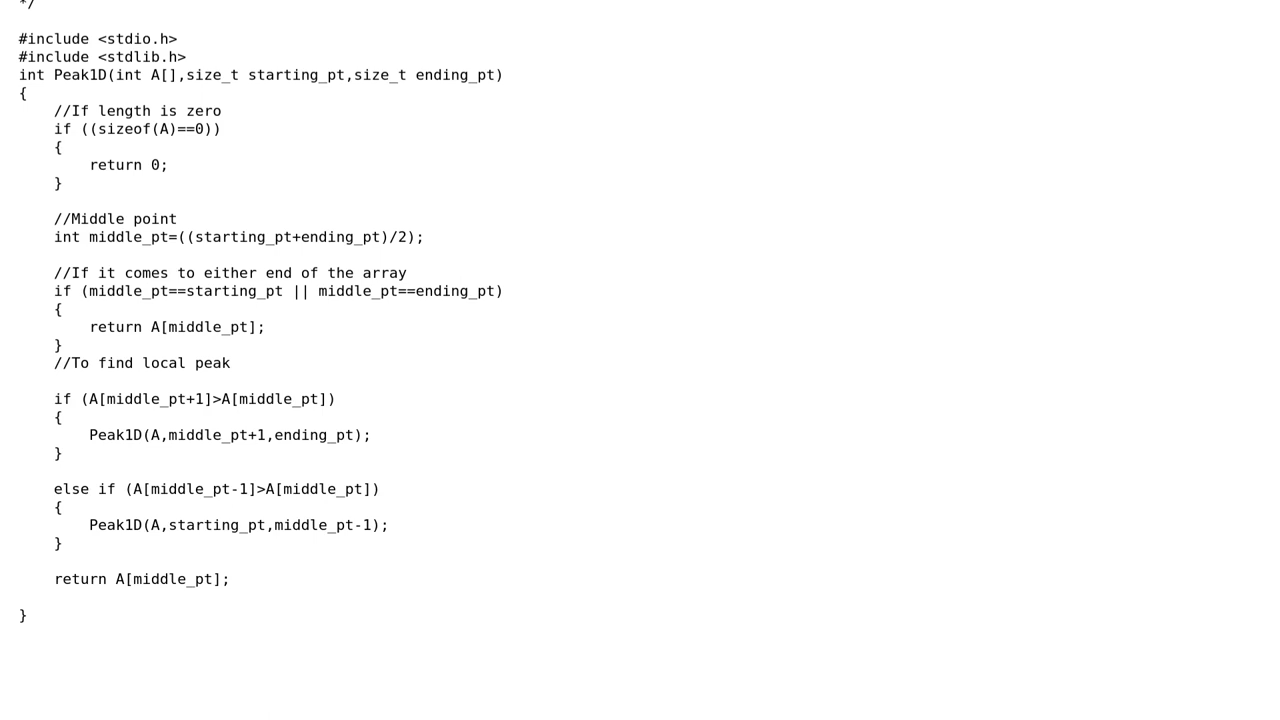 */
#include <stdio.h>
#include <stdlib.h>
int Peak1D(int A[],size_t starting_pt,size_t ending_pt)
{
    //If length is zero
    if ((sizeof(A)==0))
    {
        return 0;
    }
    //Middle point
    int middle_pt=((starting_pt+ending_pt)/2);
    //If it comes to either end of the array
    if (middle_pt==starting_pt || middle_pt==ending_pt)
    {
        return A[middle_pt];
    }
    //To find local peak
    if (A[middle_pt+1]>A[middle_pt])
    {
        Peak1D(A,middle_pt+1,ending_pt);
    }
    else if (A[middle_pt-1]>A[middle_pt])
    {
        Peak1D(A,starting_pt,middle_pt-1);
    }
    return A[middle_pt];
}